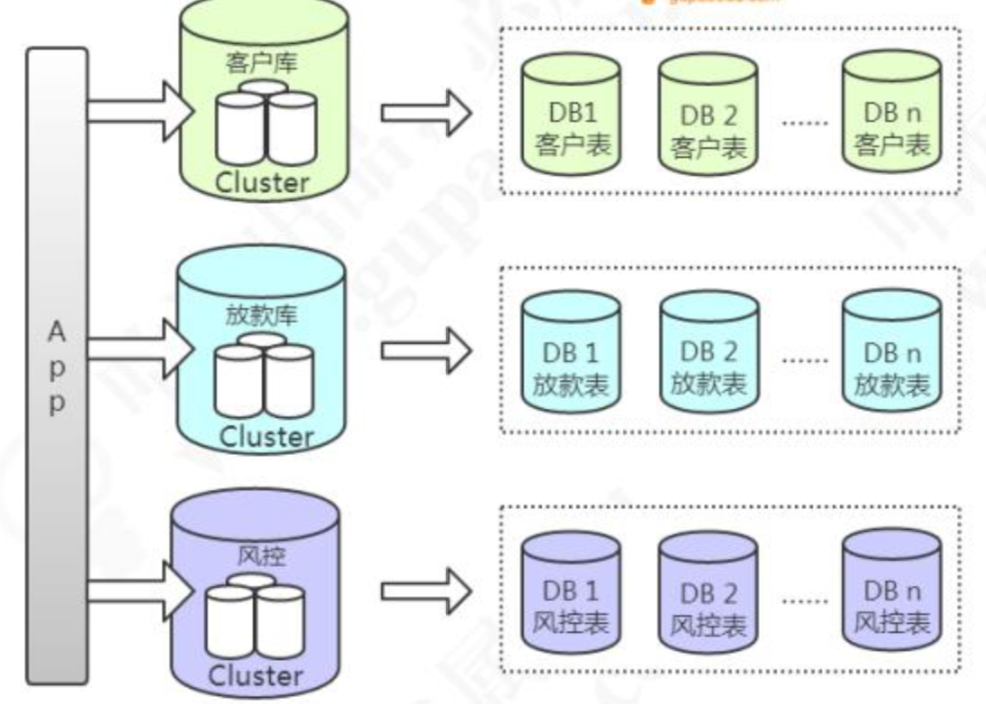 客户库
Cluster
DB1
客户表
DB 2
客户表
......
DB n
客户表
App
放款库
Cluster
DB 1
放款表
DB 2
放款表
......
DB n
放款表
风控
Cluster
DB 1
风控表
DB 2
风控表
......
DB n
风控表